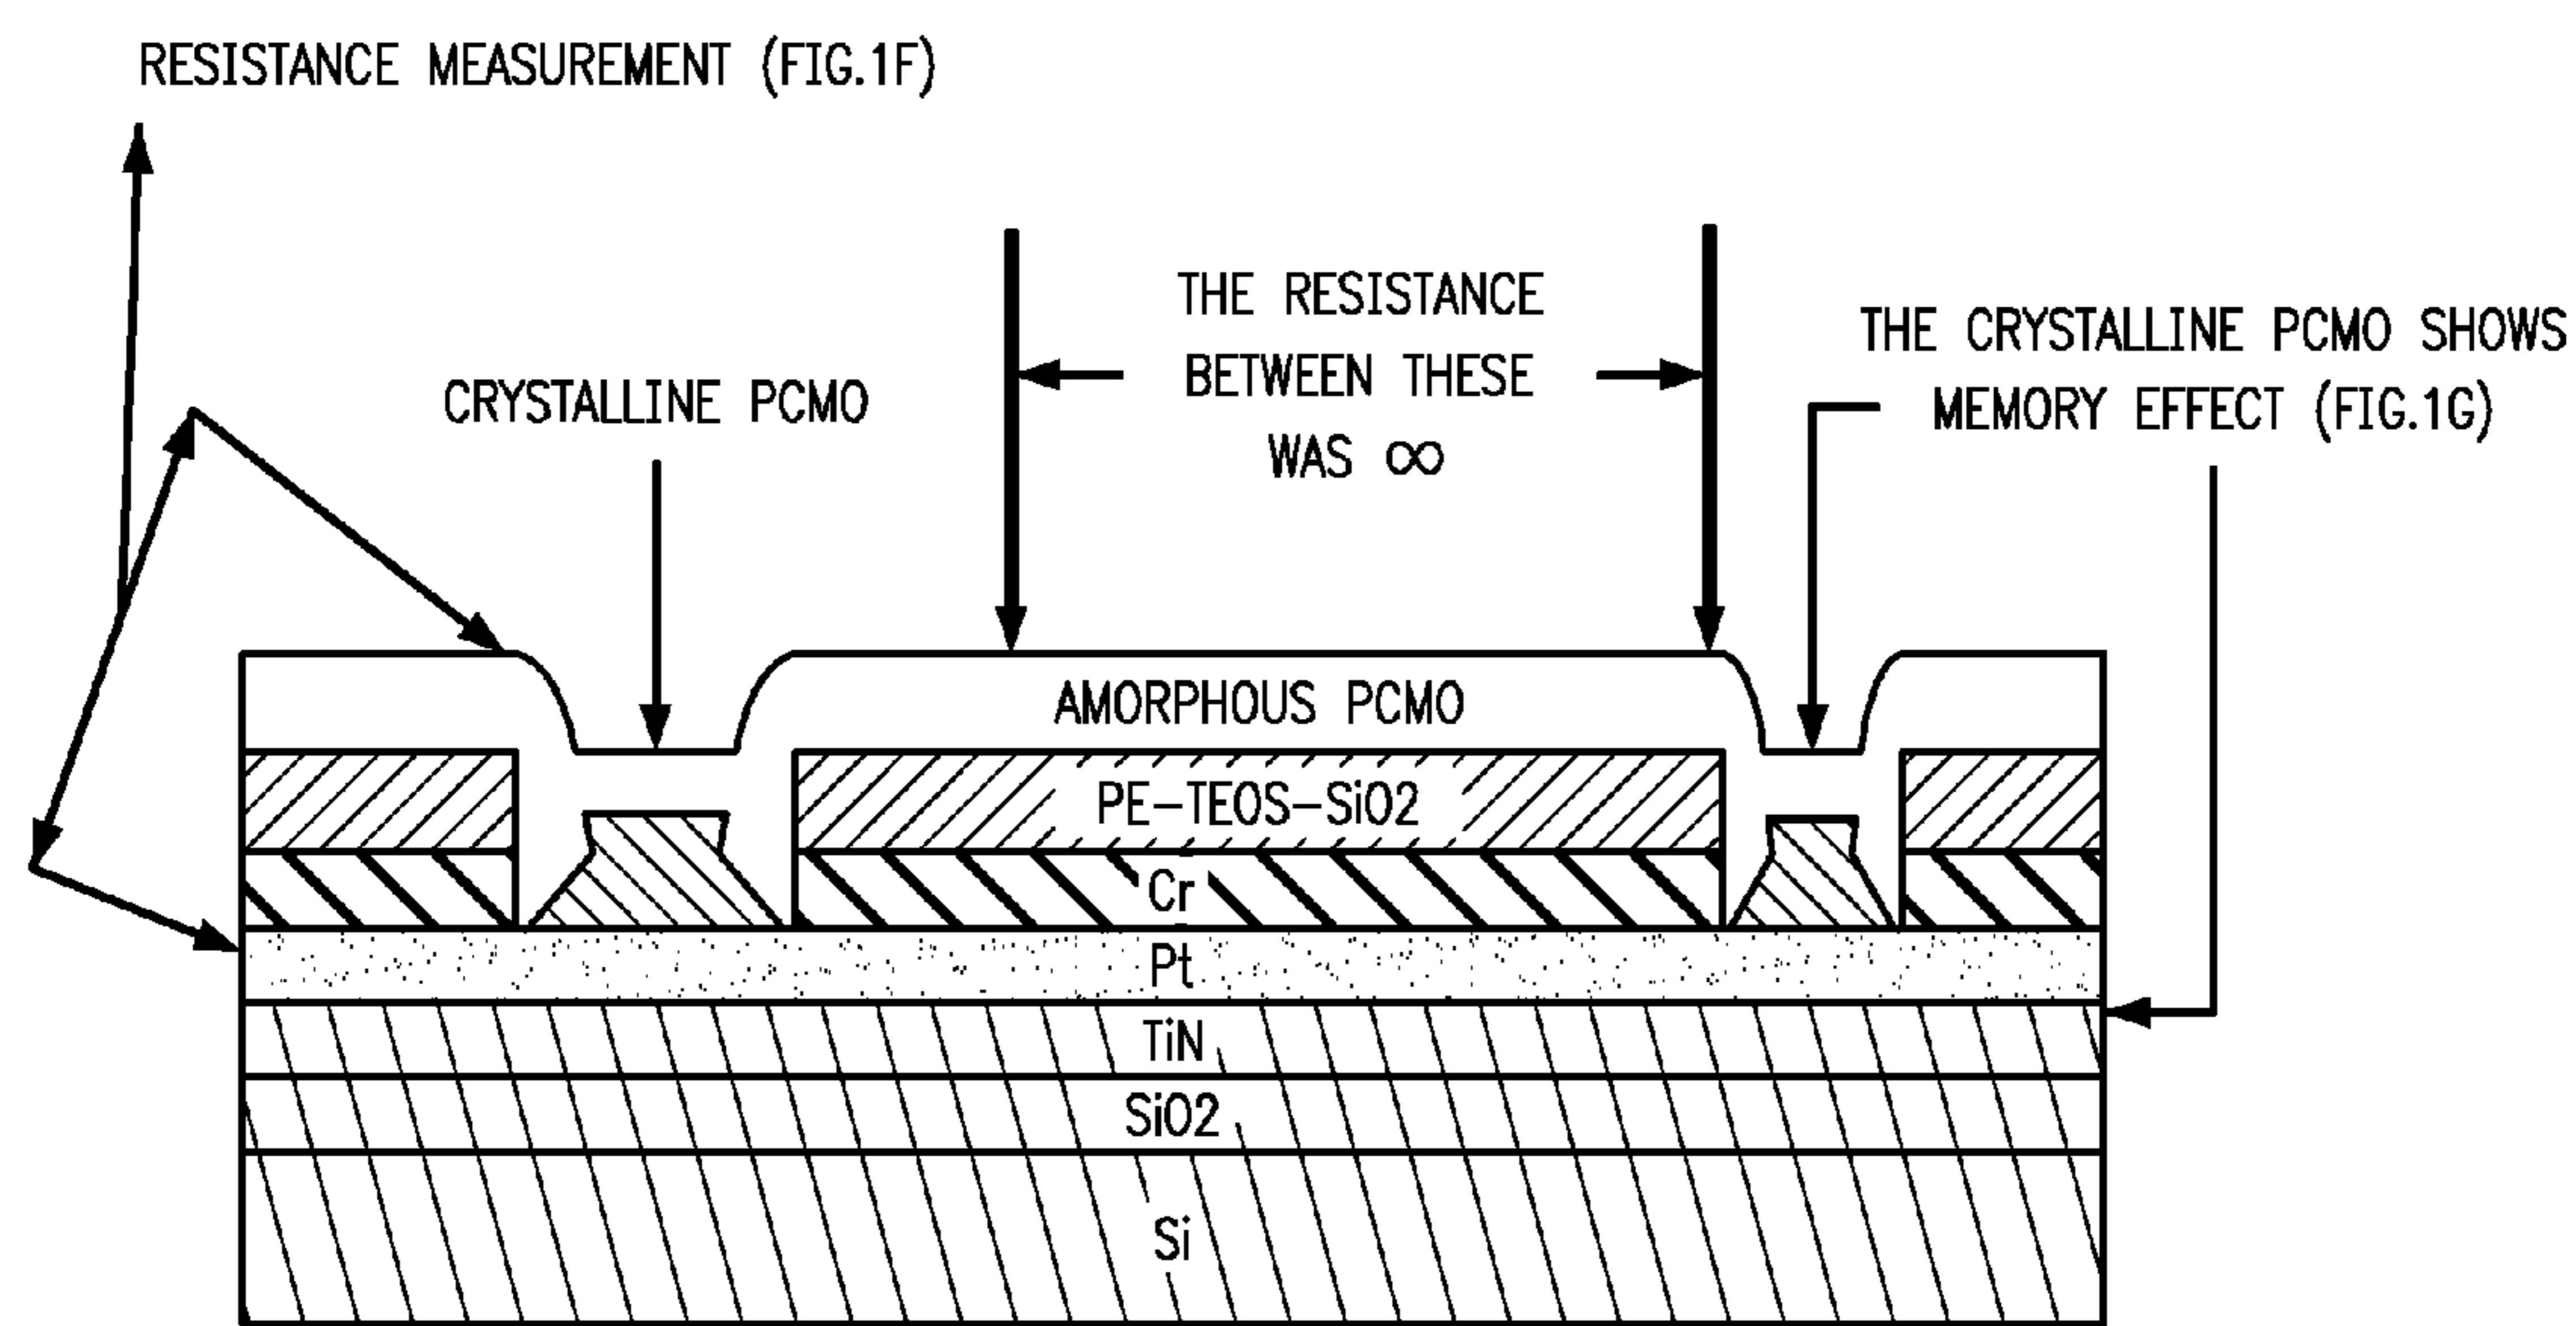 RESISTANCE MEASUREMENT (FIG.1F)
CRYSTALLINE PCMO
THE RESISTANCE
BETWEEN THESE
WAS ∞
THE CRYSTALLINE PCMO SHOWS
MEMORY EFFECT (FIG.1G)
AMORPHOUS PCMO
PE-TEOS-SiO2
Cr
Pt
TiN
SiO2
Si